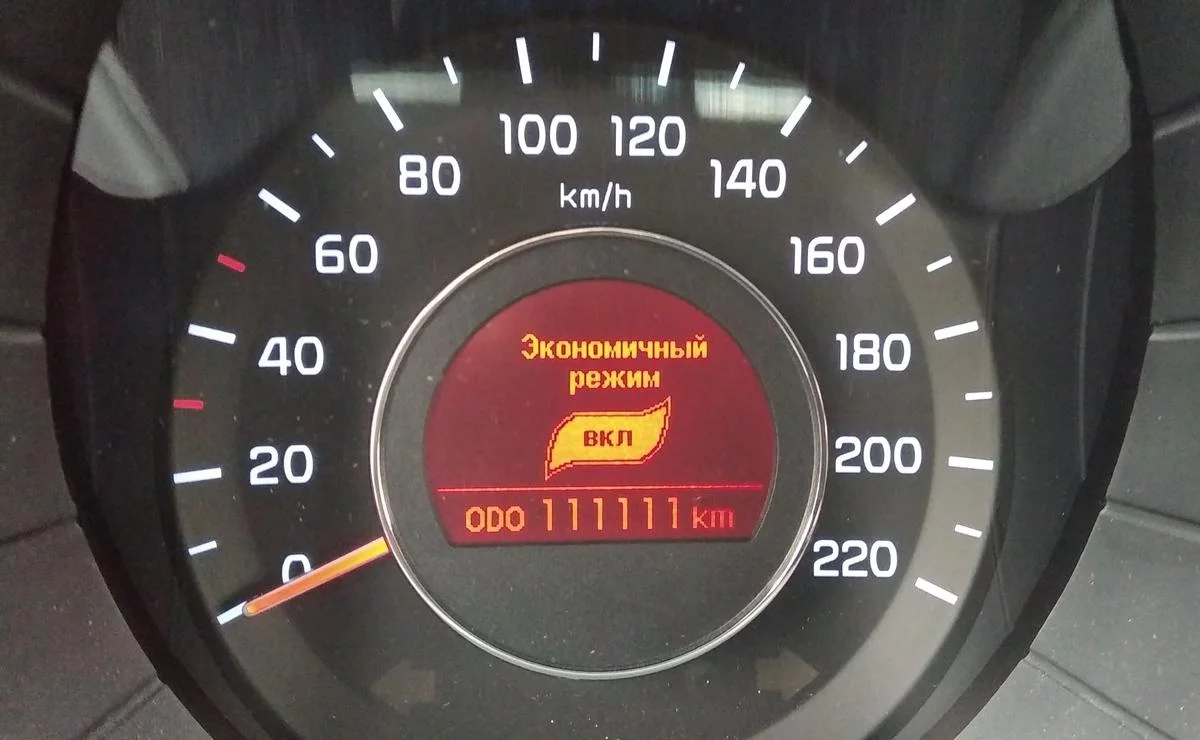 100 120
80 140
km/h
60 160
40 180
20 200
0 220
Экономичный
режим
вкл
ODO 111111 km